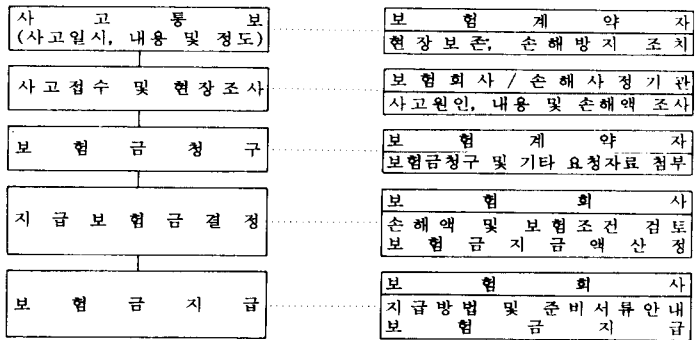 사고통보
(사고일시, 내용 및 정도)
보험계약자
현장보존, 손해방지 조치
사고접수 및 현장조사
보험회사 / 손해사정기관
사고원인, 내용 및 손해액 조사
보험금청구
보험계약자
보험금청구 및 기타 요청자료 첨부
지급보험금결정
보험회사
손해액 및 보험조건 검토
보험금지금액산정
보험금지급
보험회사
지급방법 및 준비서류안내
보험금지급